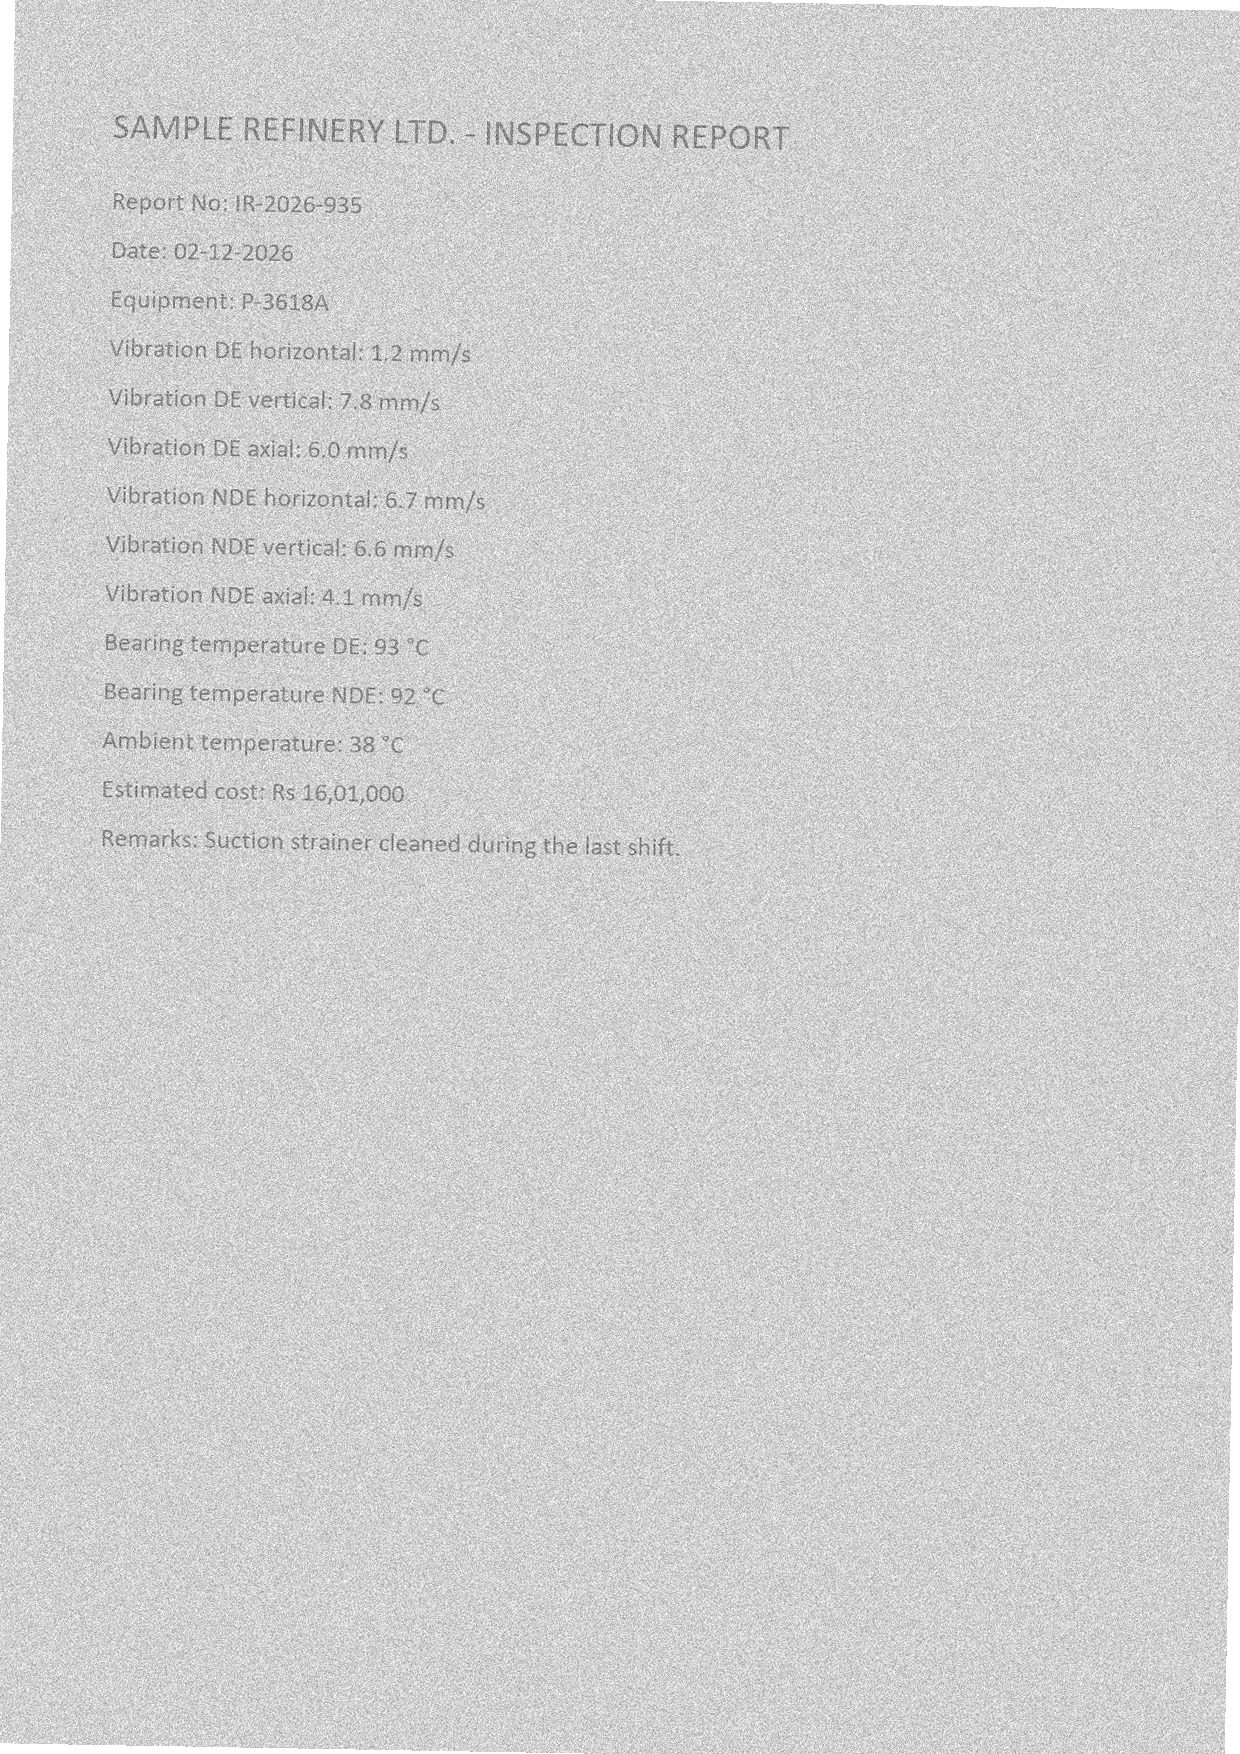 SAMPLE REFINERY LTD. - INSPECTION REPORT
Report No: IR-2026-935
Date: 02-12-2026
Equipment: P-3618A
Vibration DE horizontal: 1.2 mm/s
Vibration DE vertical: 7.8 mm/s
Vibration DE axial: 6.0 mm/s
Vibration NDE horizontal: 6.7 mm/s
Vibration NDE vertical: 6.6 mm/s
Vibration NDE axial: 4.1 mm/s
Bearing temperature DE: 93 °C
Bearing temperature NDE: 92 °C
Ambient temperature: 38 °C
Estimated cost: Rs 16,01,000
Remarks: Suction strainer cleaned during the last shift.